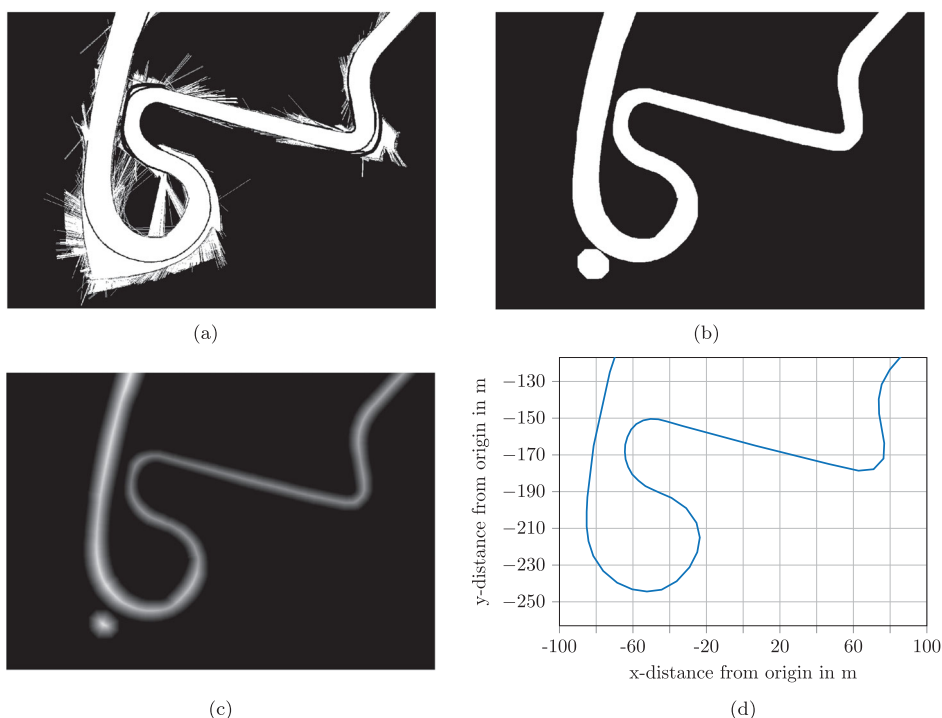 (a)
(b)
(c)
y-distance from origin in m
−130
−150
−170
−190
−210
−230
−250
-100
-60
-20
20
60
100
x-distance from origin in m
(d)